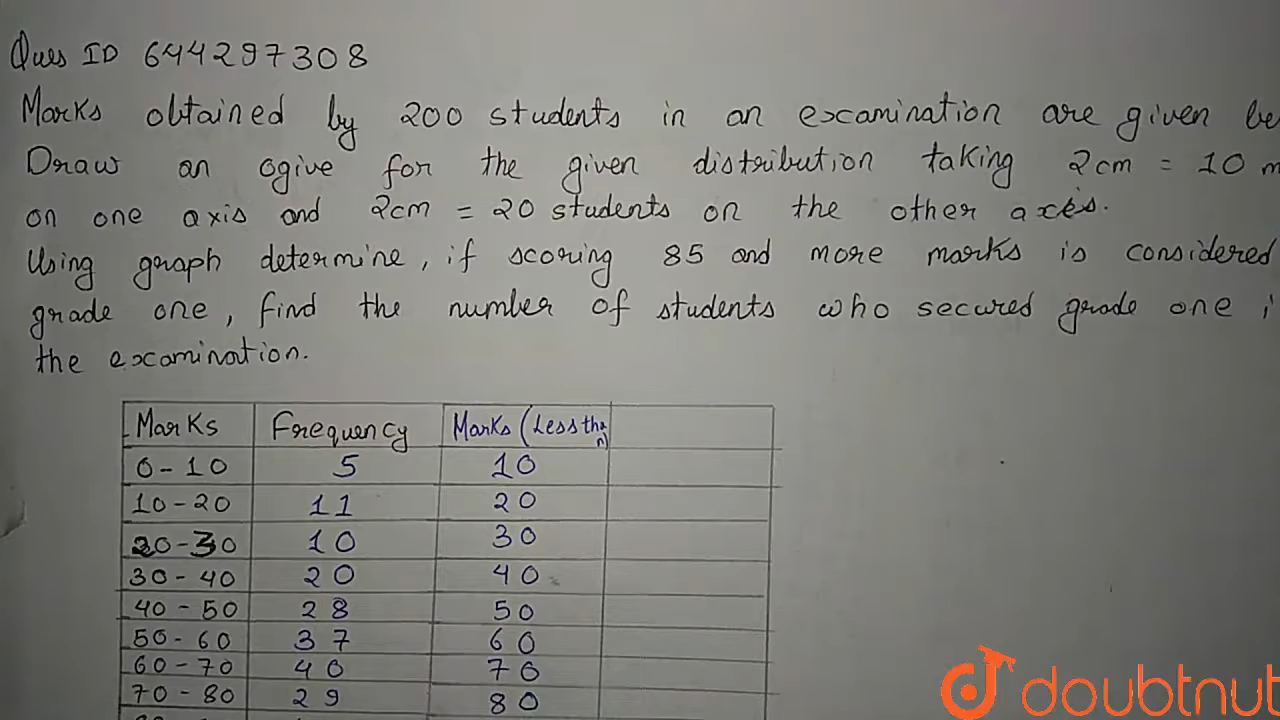 Ques ID 644297308
Marks obtained by 200 students in an examination are given be
Draw an ogive for the given distribution taking 2cm = 10 m
on one axis and 2cm = 20 students on the other axes.
Using graph determine, if scoring 85 and more marks is considered
grade one, find the number of students who secured grade one i
the examination.
Marks Frequency Marks (Less than)
0-10 5 10
10-20 11 20
20-30 10 30
30-40 20 40
40-50 28 50
50-60 37 60
60-70 40 70
70-80 29 80
doubtnut